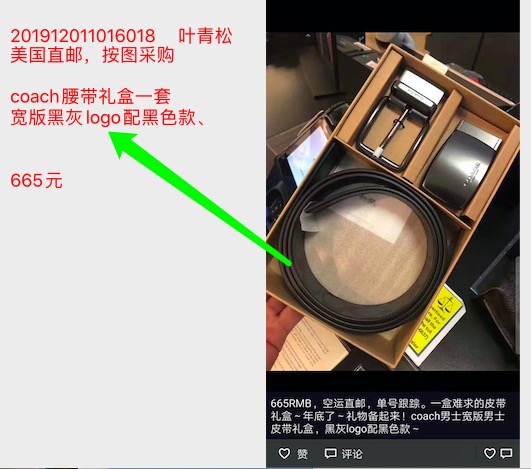 201912011016018 叶青松
美国直邮，按图采购
coach腰带礼盒一套
宽版黑灰logo配黑色款、
665元
665RMB，空运直邮，单号跟踪。一盒难求的皮带
礼盒～年底了～礼物备起来！coach男士宽版男士
皮带礼盒，黑灰logo配黑色款～
赞 评论